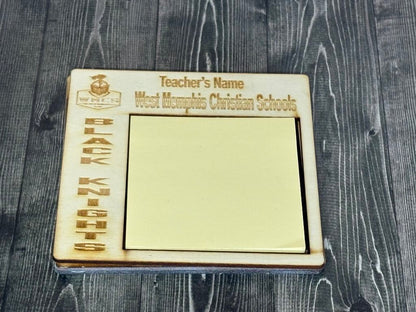 Teacher's Name
West Memphis Christian Schools
BLACK KNIGHTS